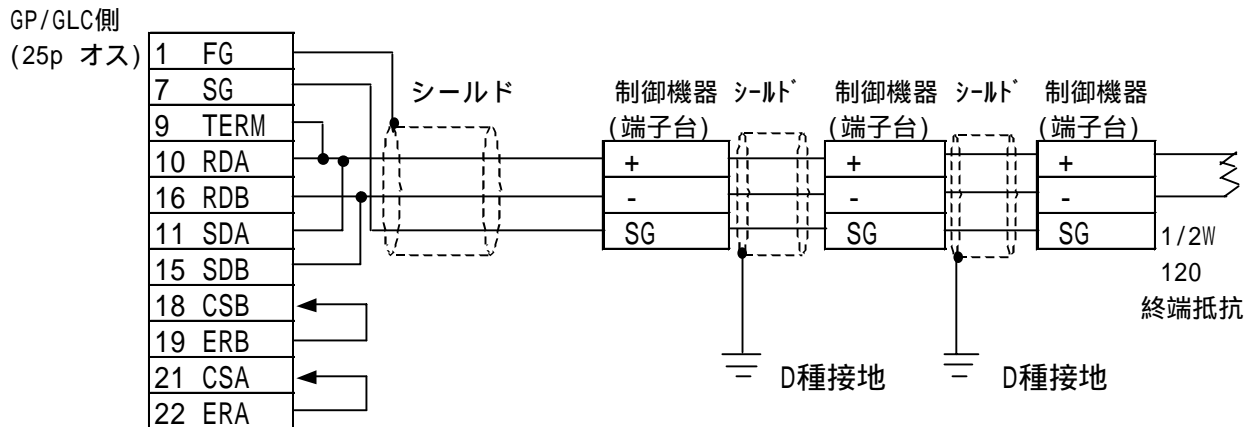 GP/GLC側
(25p オス)
1 FG
7 SG
9 TERM
10 RDA
16 RDB
11 SDA
15 SDB
18 CSB
19 ERB
21 CSA
22 ERA
シールド
制御機器
(端子台)
+
-
SG
シールド
制御機器
(端子台)
+
-
SG
シールド
制御機器
(端子台)
+
-
SG
1/2W
120
終端抵抗
D種接地
D種接地